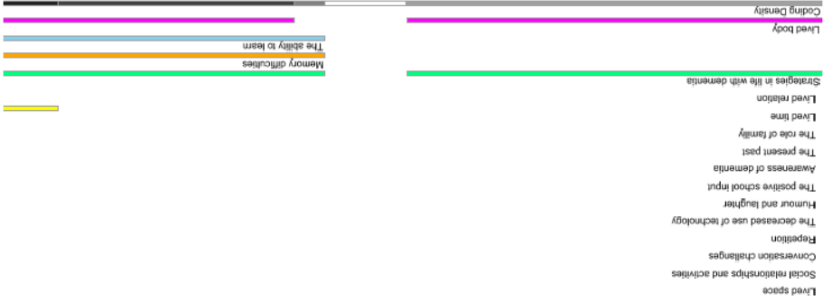 Lived space
Social relationships and activities
Conversation challenges
Repetition
The decreased use of technology
Humour and laughter
The positive school input
Awareness of dementia
The present past
The role of family
Lived time
Lived relation
Strategies in life with dementia
Memory difficulties
The ability to learn
Lived body
Coding Density